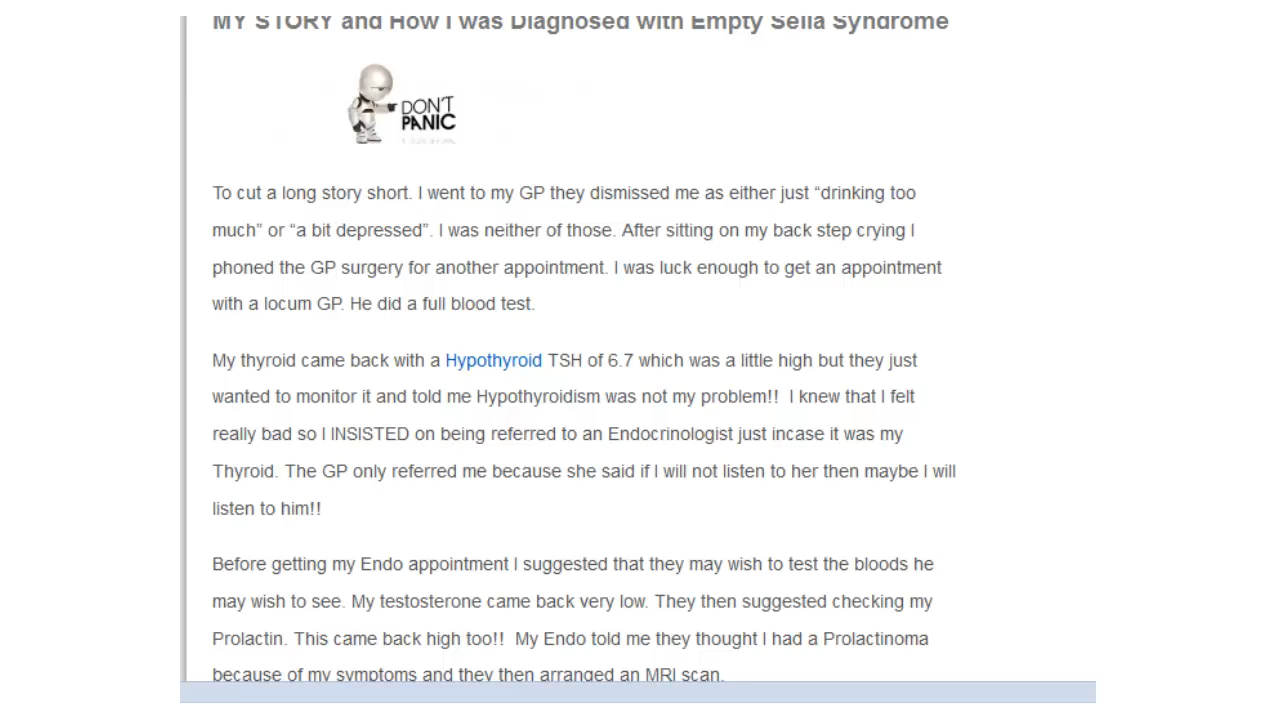 MY STORY and How I was Diagnosed with Empty Sella Syndrome
DON'T
PANIC
To cut a long story short. I went to my GP they dismissed me as either just “drinking too
much” or “a bit depressed”. I was neither of those. After sitting on my back step crying I
phoned the GP surgery for another appointment. I was luck enough to get an appointment
with a locum GP. He did a full blood test.
My thyroid came back with a Hypothyroid TSH of 6.7 which was a little high but they just
wanted to monitor it and told me Hypothyroidism was not my problem!! I knew that I felt
really bad so I INSISTED on being referred to an Endocrinologist just incase it was my
Thyroid. The GP only referred me because she said if I will not listen to her then maybe I will
listen to him!!
Before getting my Endo appointment I suggested that they may wish to test the bloods he
may wish to see. My testosterone came back very low. They then suggested checking my
Prolactin. This came back high too!! My Endo told me they thought I had a Prolactinoma
because of my symptoms and they then arranged an MRI scan.